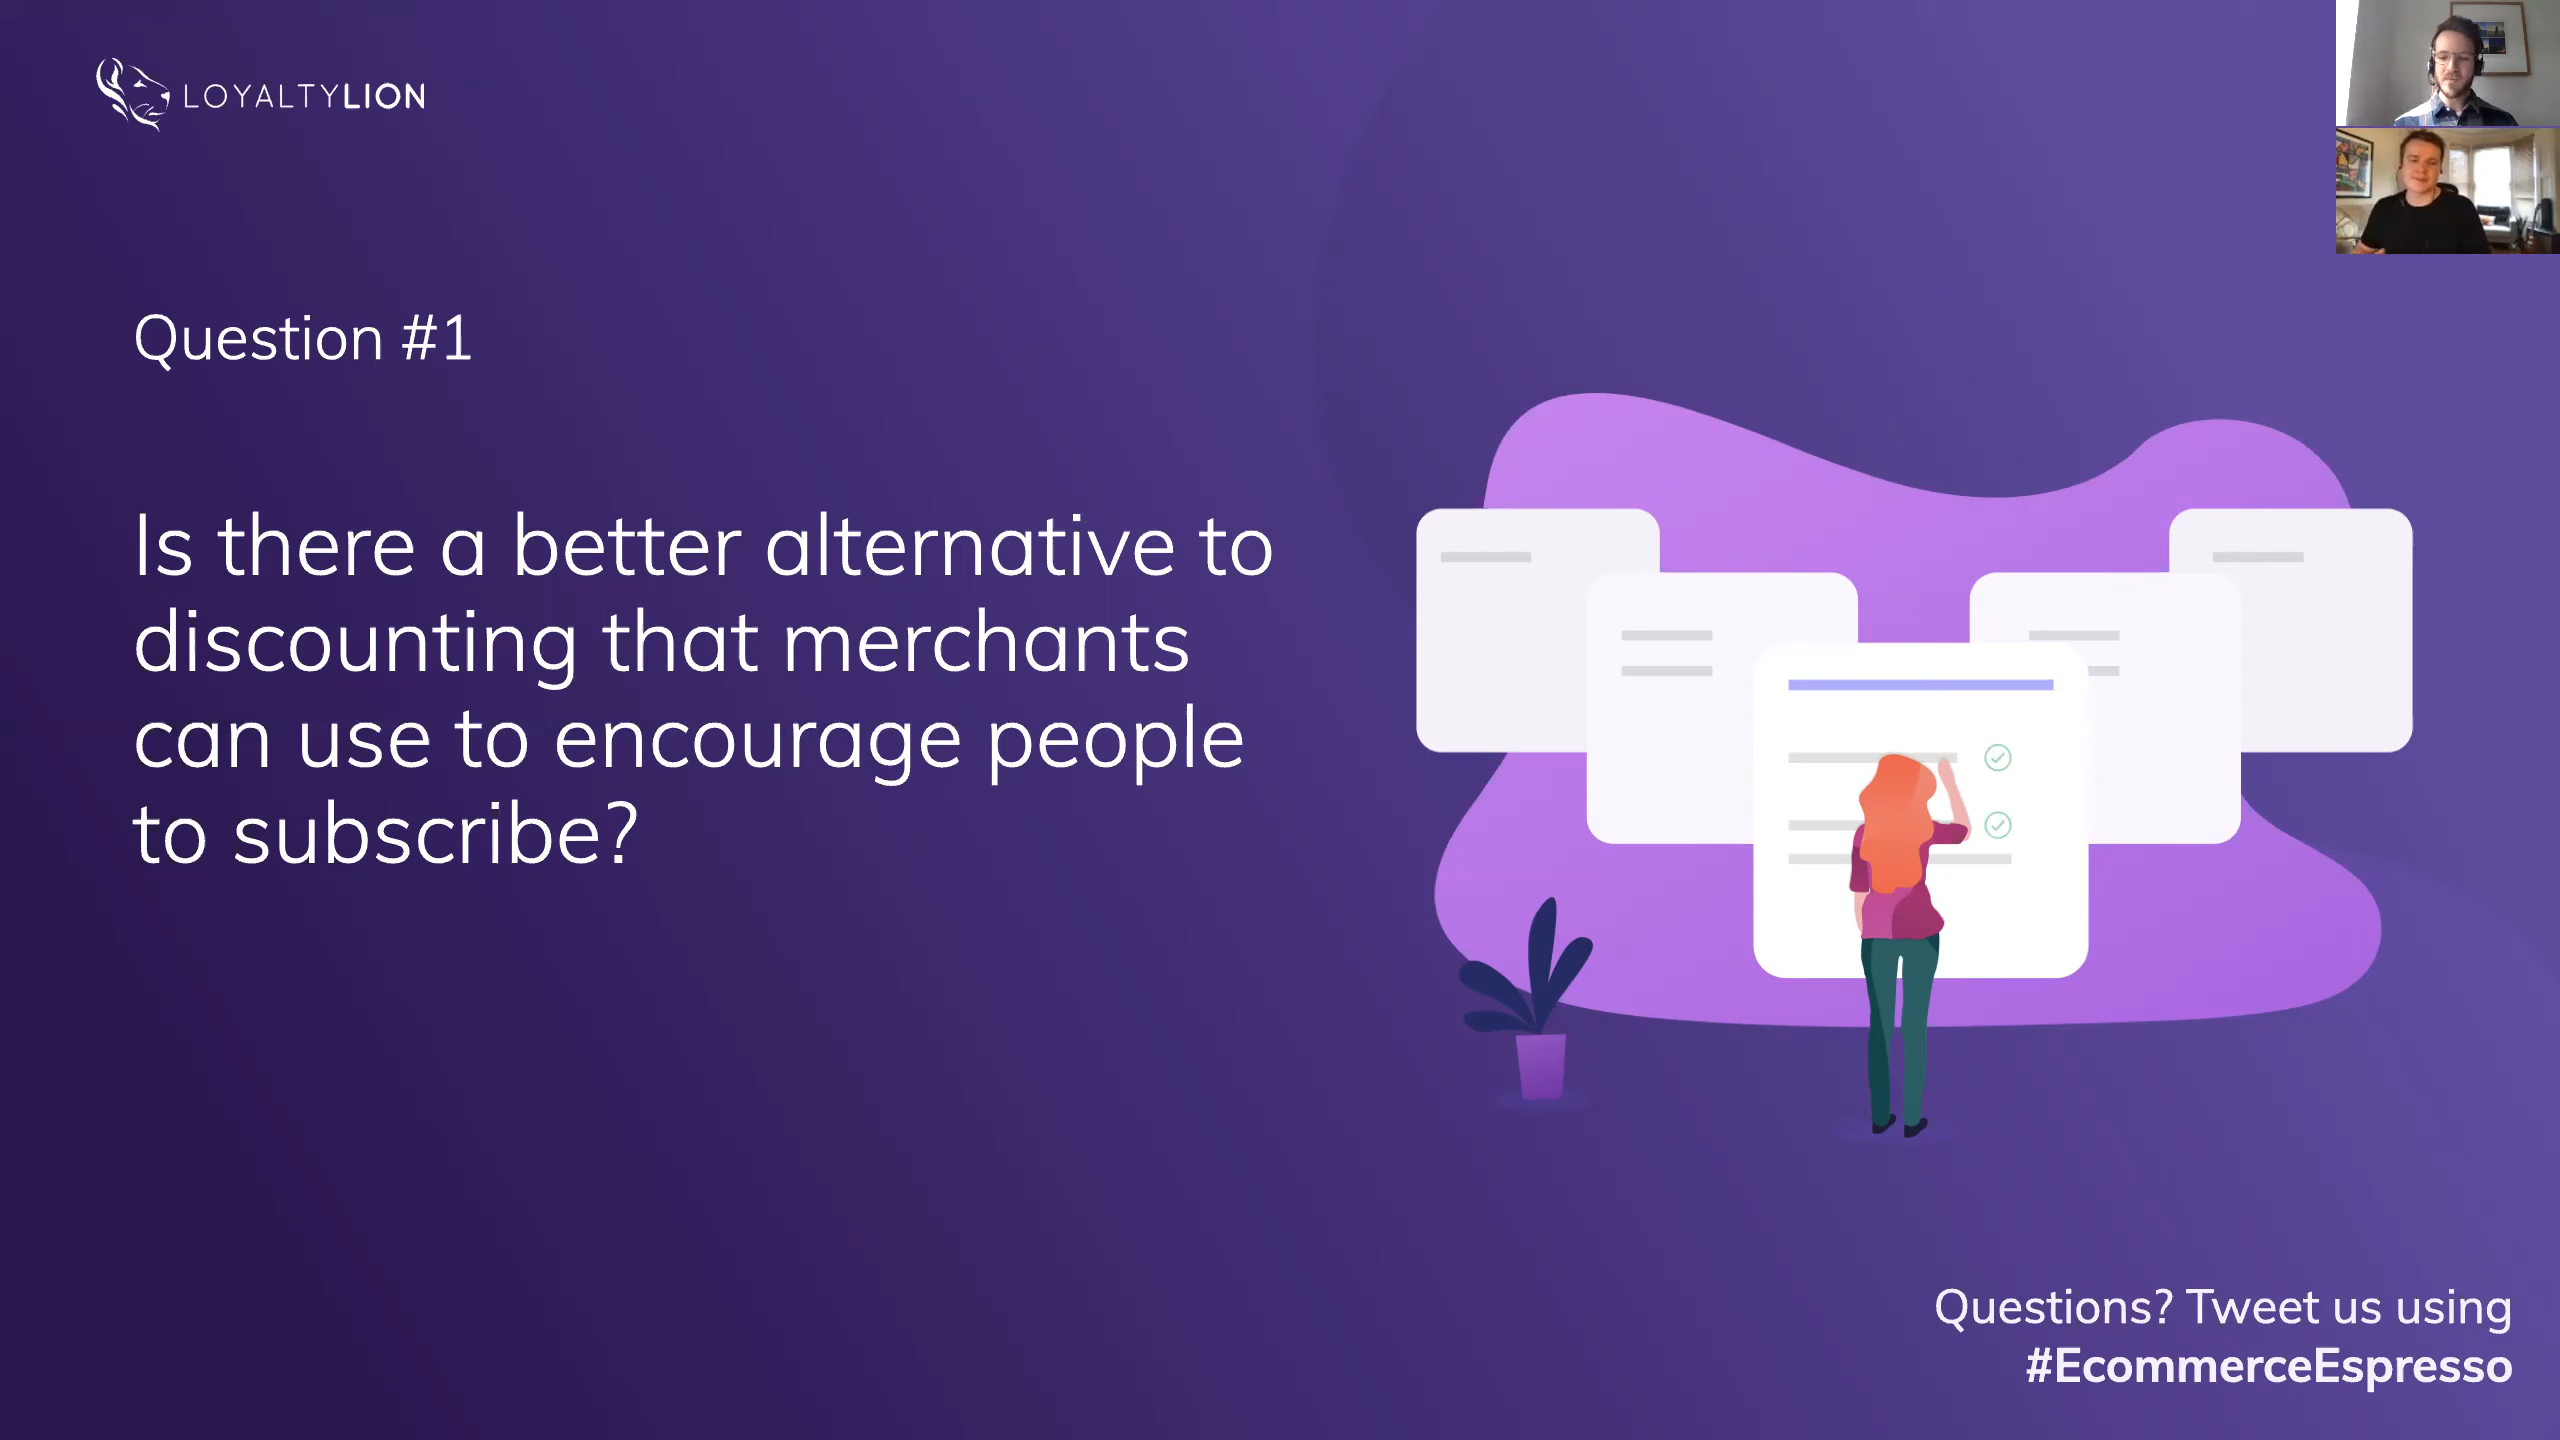 LOYALTYLION
Question #1
Is there a better alternative to
discounting that merchants
can use to encourage people
to subscribe?
Questions? Tweet us using
#EcommerceEspresso